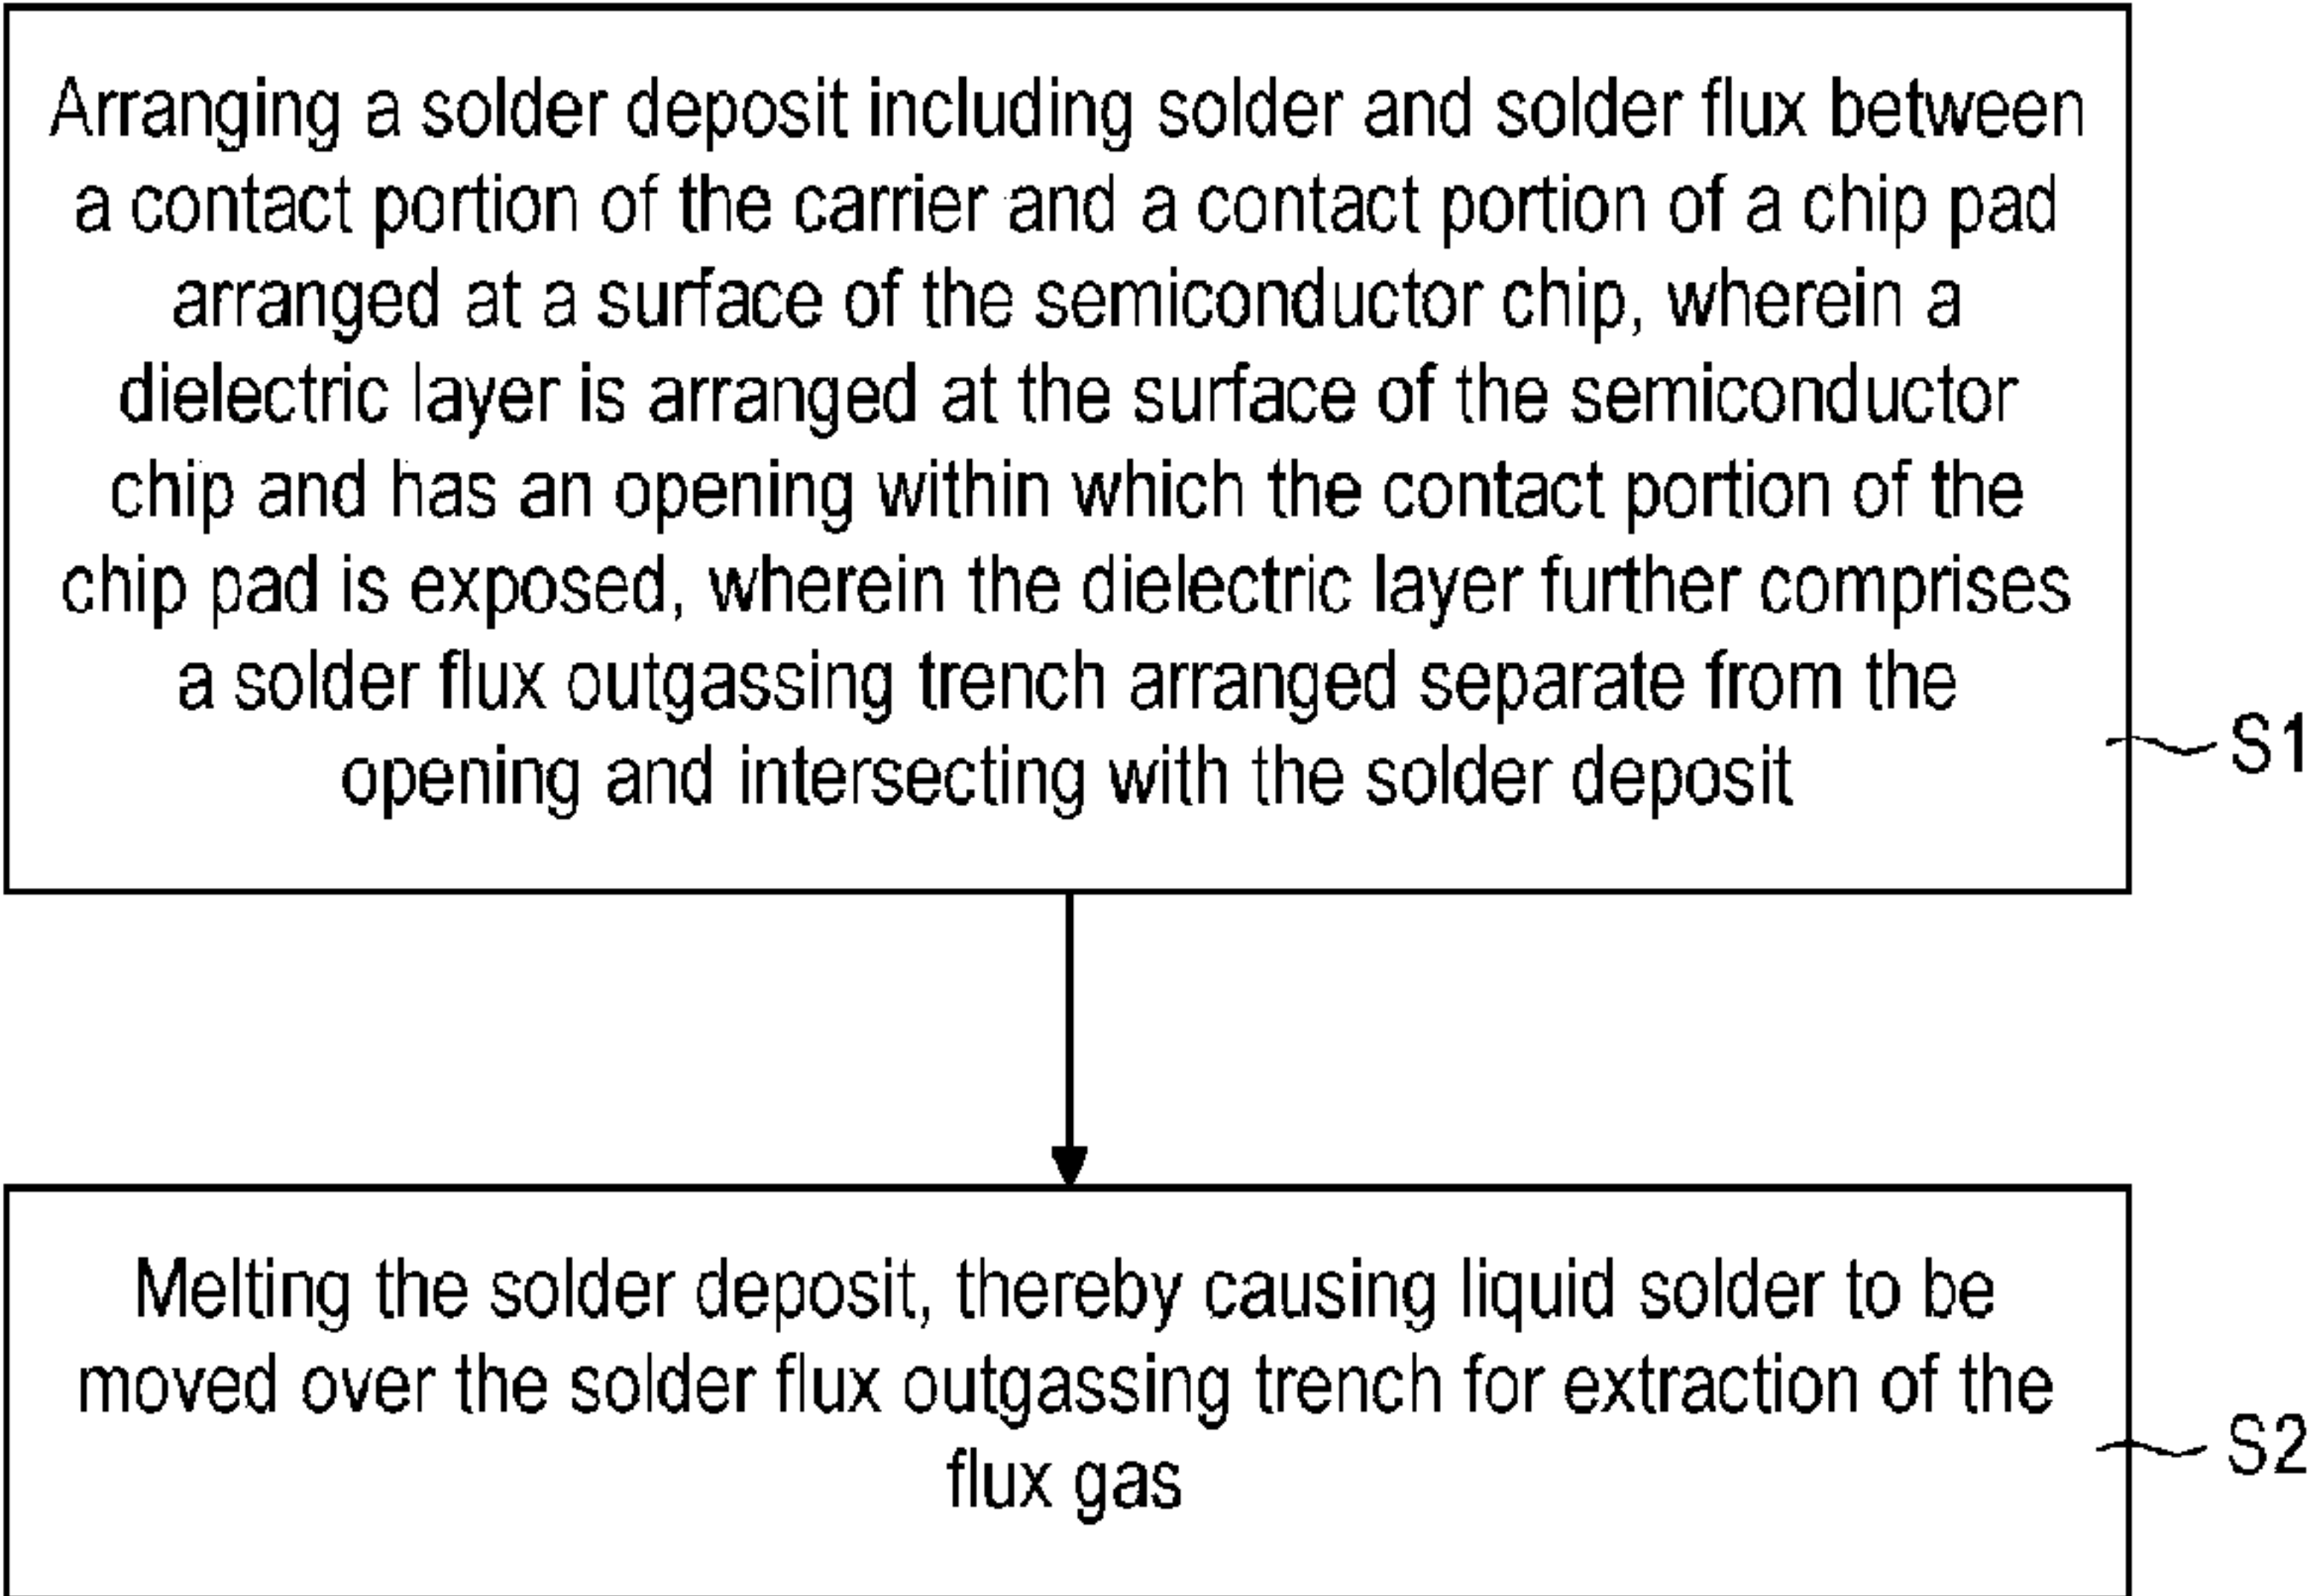 Arranging a solder deposit including solder and solder flux between
a contact portion of the carrier and a contact portion of a chip pad
arranged at a surface of the semiconductor chip, wherein a
dielectric layer is arranged at the surface of the semiconductor
chip and has an opening within which the contact portion of the
chip pad is exposed, wherein the dielectric layer further comprises
a solder flux outgassing trench arranged separate from the
opening and intersecting with the solder deposit
S1
Melting the solder deposit, thereby causing liquid solder to be
moved over the solder flux outgassing trench for extraction of the
flux gas
S2